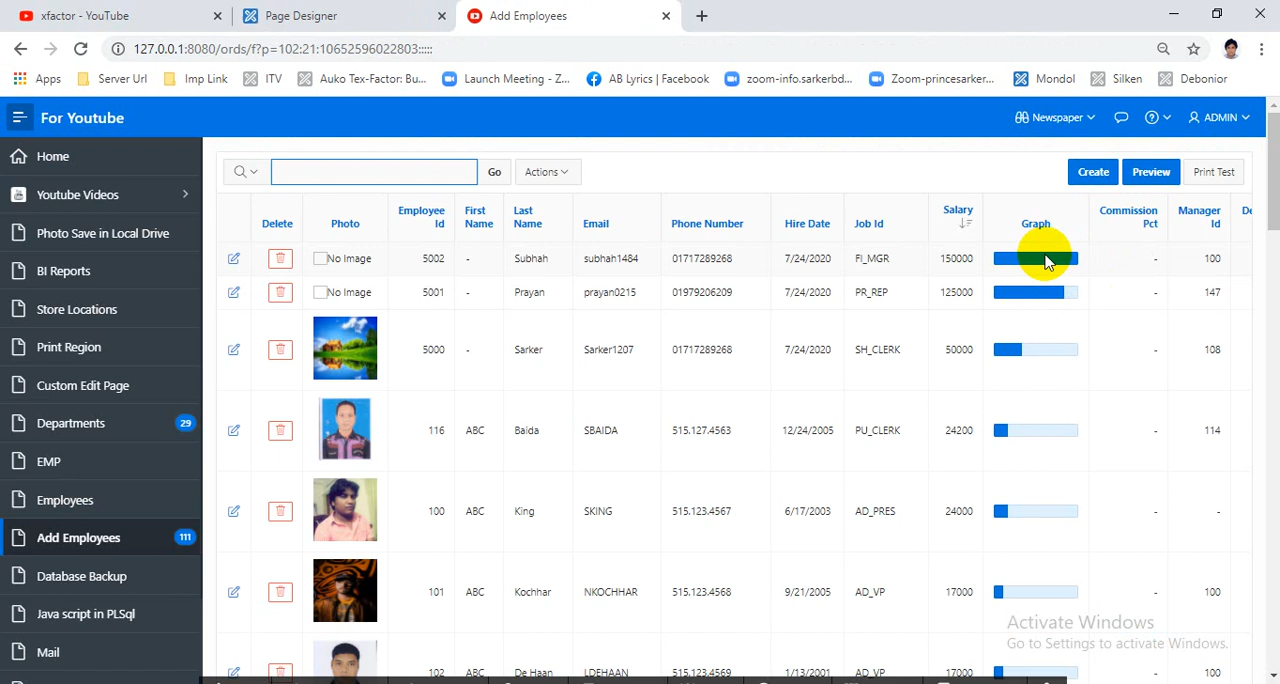 xfactor - YouTube
Page Designer
Add Employees
127.0.0.1:8080/ords/f?p=102:21:10652596022803:::::
Apps
Server Url
Imp Link
ITV
Auko Tex-Factor: Bu...
Launch Meeting - Z...
AB Lyrics | Facebook
zoom-info.sarkerbd...
Zoom-princesarker...
Mondol
Silken
Debonior
For Youtube
Newspaper
ADMIN
Home
Youtube Videos
Photo Save in Local Drive
BI Reports
Store Locations
Print Region
Custom Edit Page
Departments 29
EMP
Employees
Add Employees 111
Database Backup
Java script in PLSql
Mail
Go
Actions
Create
Preview
Print Test
Delete Photo Employee Id First Name Last Name Email Phone Number Hire Date Job Id Salary Graph Commission Pct Manager Id De
No Image 5002 - Subhah subhah1484 01717289268 7/24/2020 FI_MGR 150000 - 100
No Image 5001 - Prayan prayan0215 01979206209 7/24/2020 PR_REP 125000 - 147
5000 - Sarker Sarker1207 01717289268 7/24/2020 SH_CLERK 50000 - 108
116 ABC Baida SBAIDA 515.127.4563 12/24/2005 PU_CLERK 24200 - 114
100 ABC King SKING 515.123.4567 6/17/2003 AD_PRES 24000 - -
101 ABC Kochhar NKOCHHAR 515.123.4568 9/21/2005 AD_VP 17000 - 100
102 ABC De Haan LDEHAAN 515.123.4569 1/13/2001 AD_VP 17000 - 100
Activate Windows
Go to Settings to activate Windows.